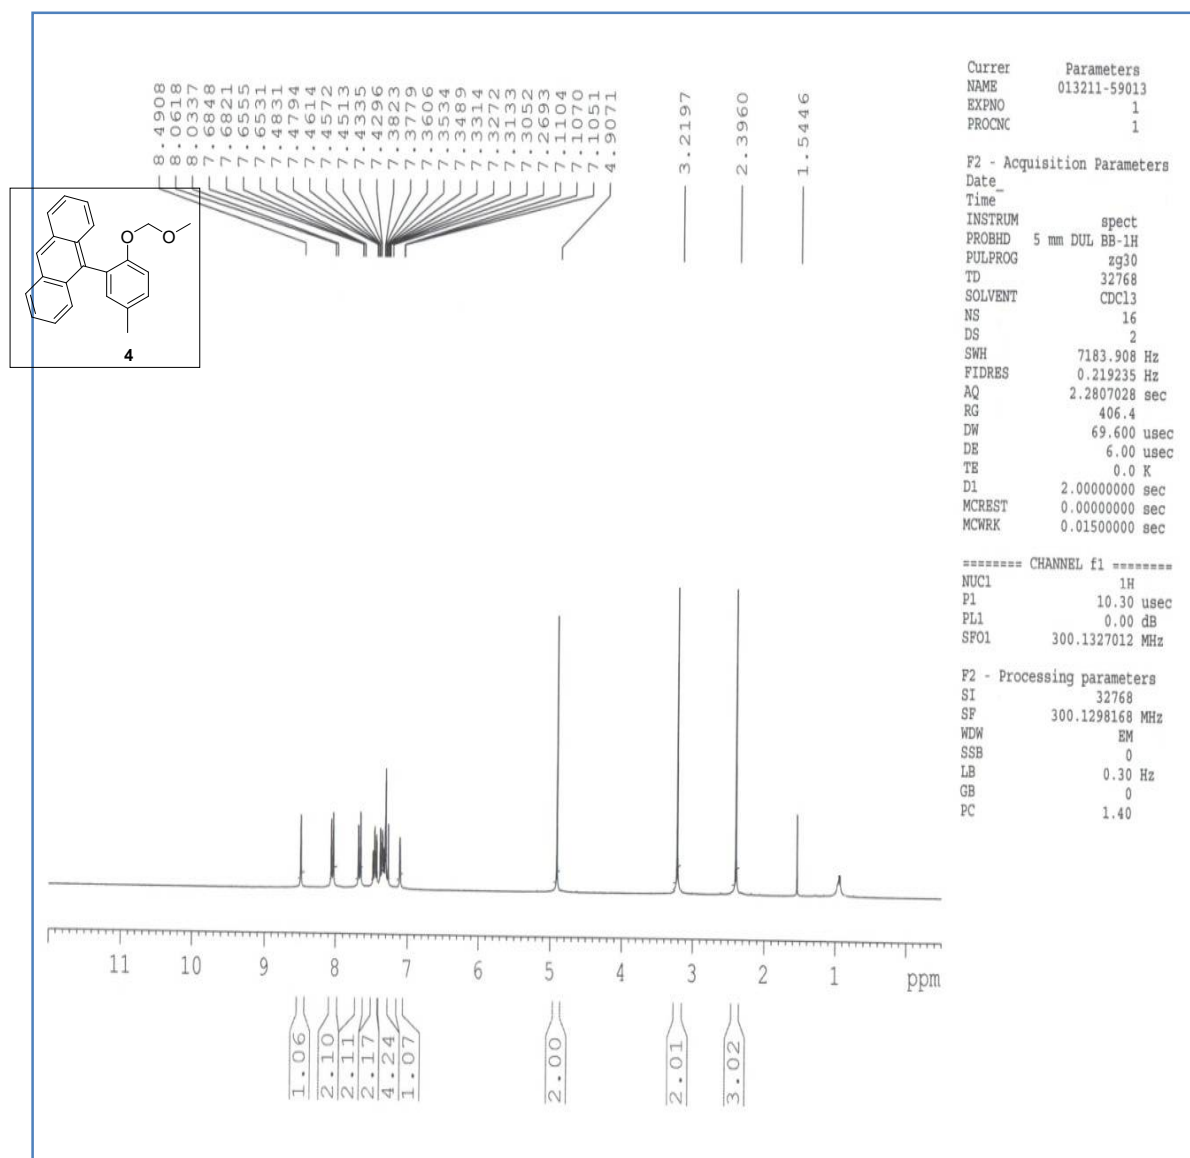 8.4908
8.0618
8.0337
7.6848
7.6821
7.6555
7.6531
7.4831
7.4794
7.4614
7.4572
7.4513
7.4335
7.4296
7.3823
7.3779
7.3606
7.3534
7.3489
7.3314
7.3272
7.3133
7.3052
7.2693
7.1104
7.1070
7.1051
4.9071
3.2197
2.3960
1.5446
O
O
4
Currer Parameters
NAME 013211-59013
EXPNO 1
PROCNC 1
F2 - Acquisition Parameters
Date_
Time
INSTRUM spect
PROBHD 5 mm DUL BB-1H
PULPROG zg30
TD 32768
SOLVENT CDCl3
NS 16
DS 2
SWH 7183.908 Hz
FIDRES 0.219235 Hz
AQ 2.2807028 sec
RG 406.4
DW 69.600 usec
DE 6.00 usec
TE 0.0 K
D1 2.00000000 sec
MCREST 0.00000000 sec
MCWRK 0.01500000 sec
======== CHANNEL f1 ========
NUC1 1H
P1 10.30 usec
PL1 0.00 dB
SFO1 300.1327012 MHz
F2 - Processing parameters
SI 32768
SF 300.1298168 MHz
WDW EM
SSB 0
LB 0.30 Hz
GB 0
PC 1.40
11 10 9 8 7 6 5 4 3 2 1 ppm
1.06
2.10
2.11
2.17
4.24
1.07
2.00
2.01
3.02